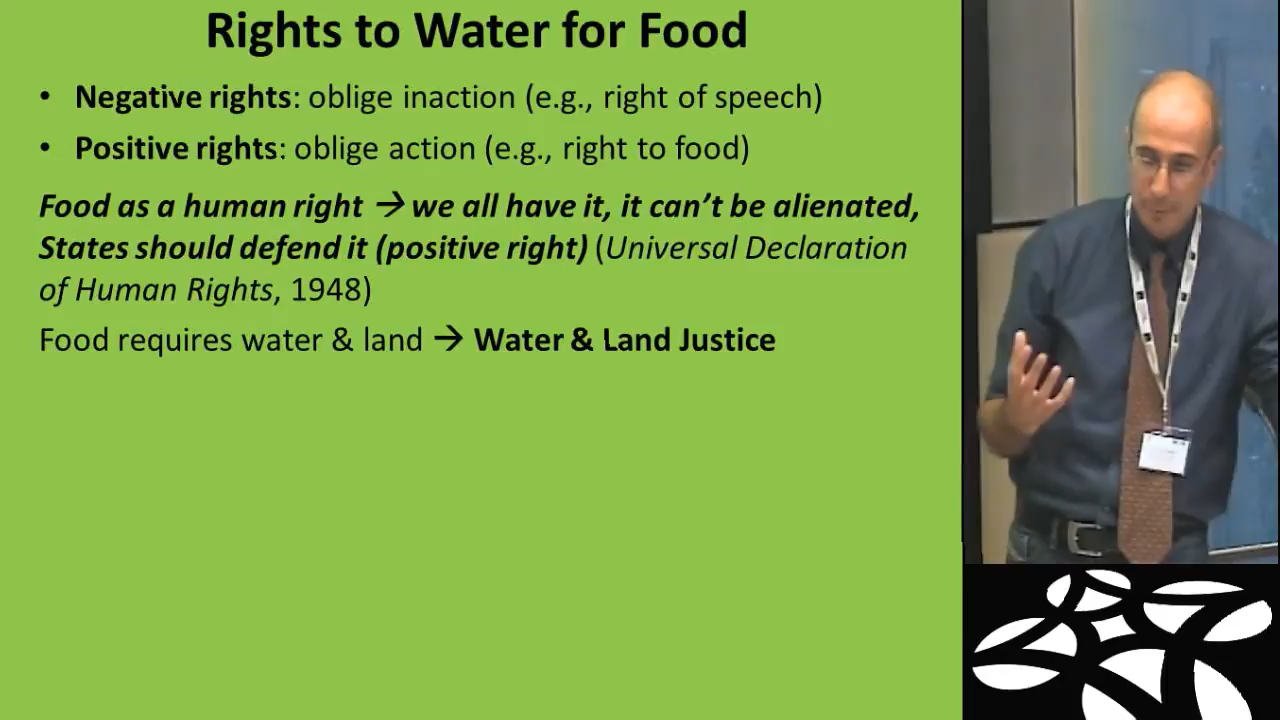 Rights to Water for Food
• Negative rights: oblige inaction (e.g., right of speech)
• Positive rights: oblige action (e.g., right to food)
Food as a human right → we all have it, it can’t be alienated,
States should defend it (positive right) (Universal Declaration
of Human Rights, 1948)
Food requires water & land → Water & Land Justice